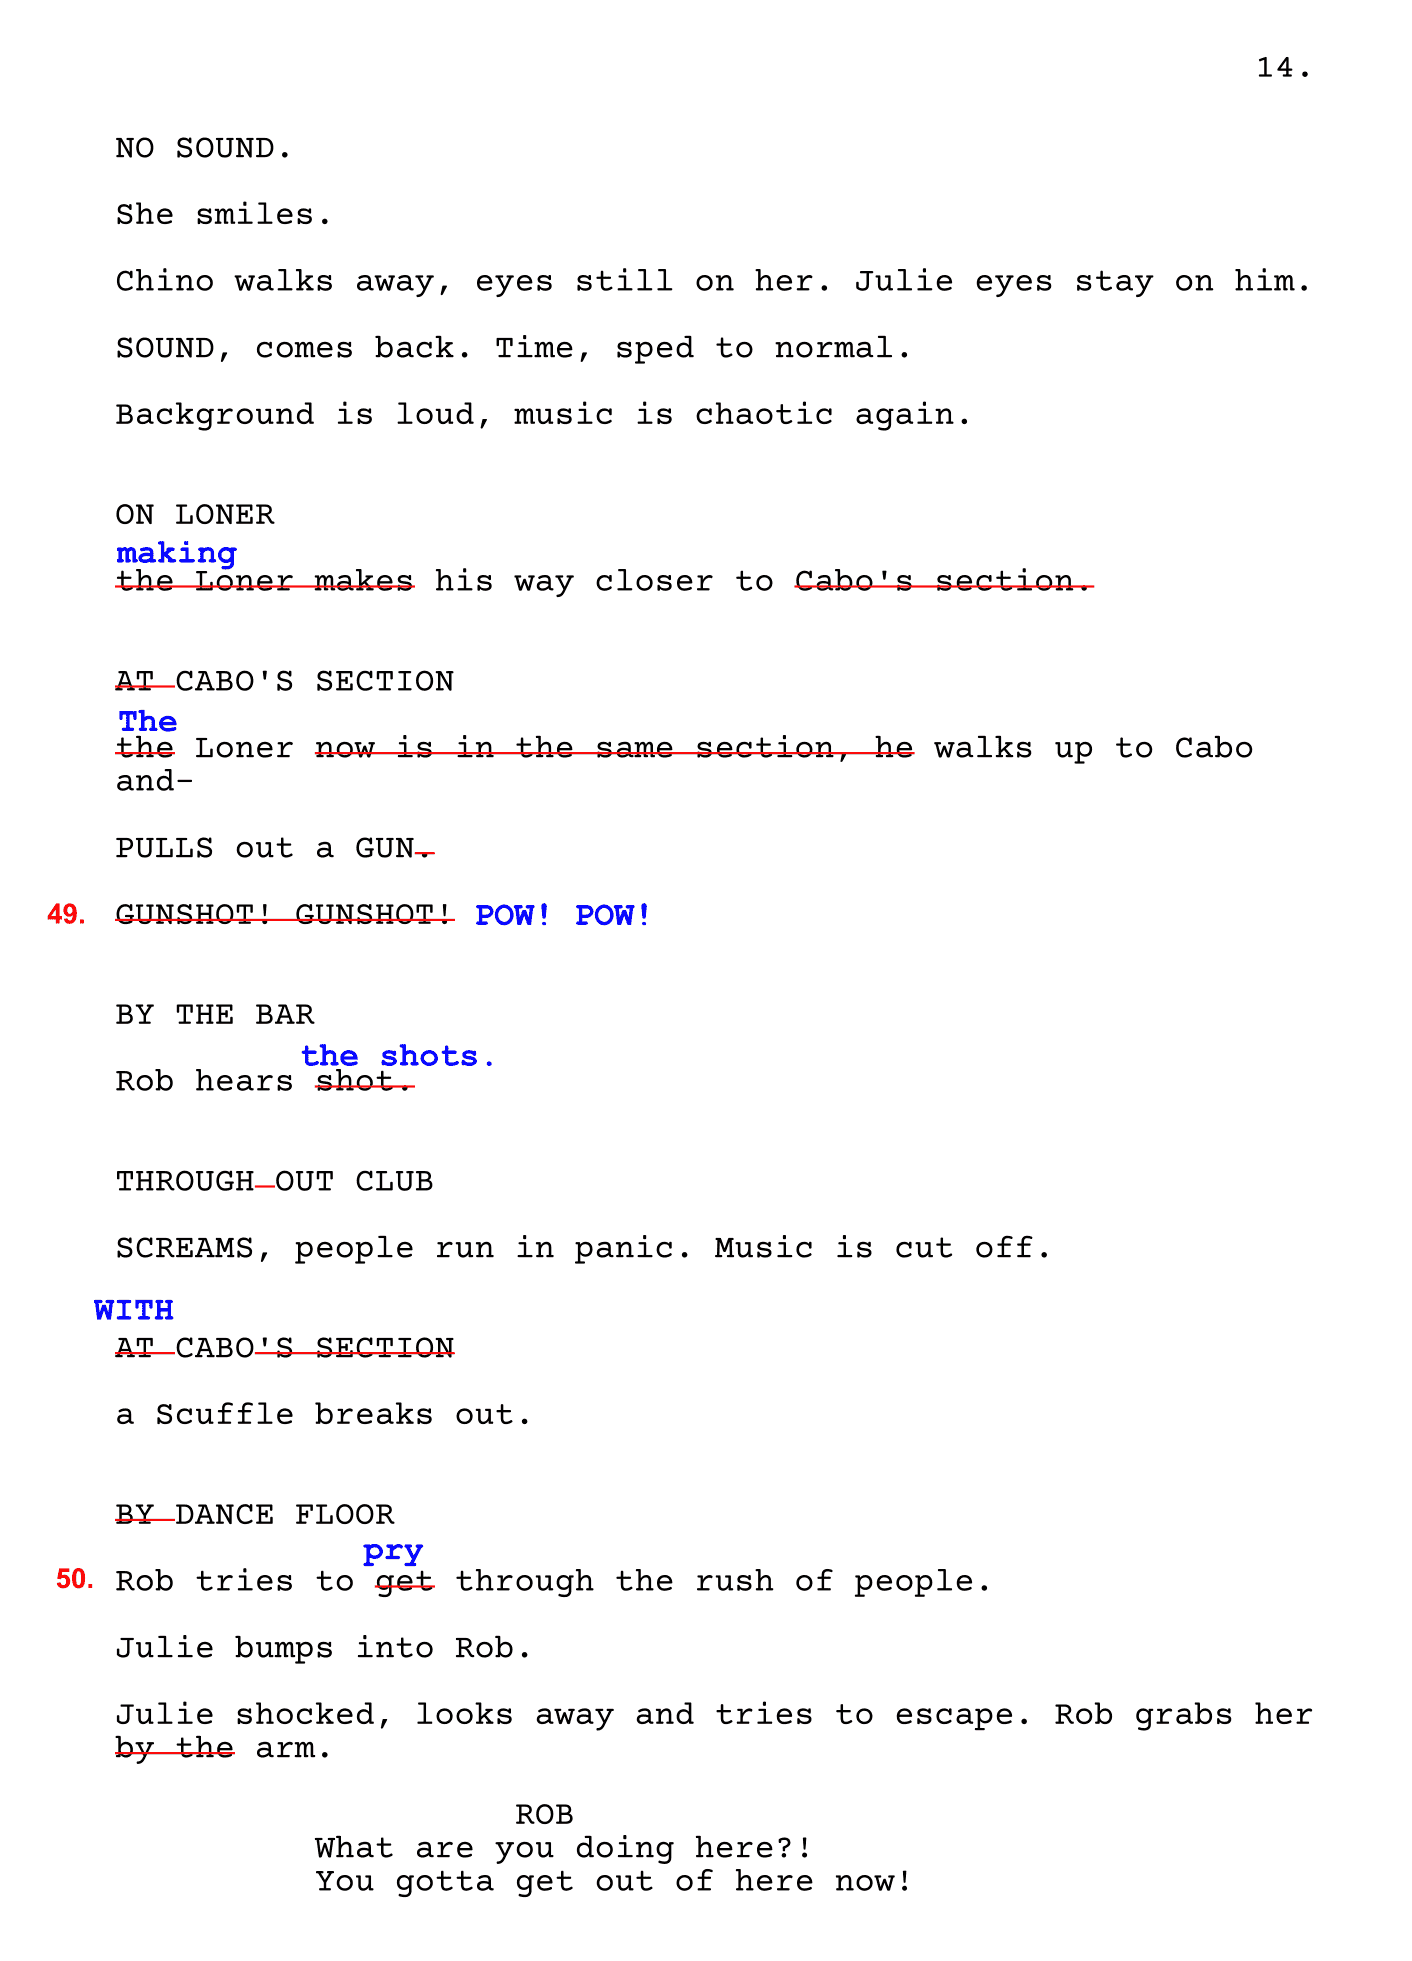 14.
NO SOUND.
She smiles.
Chino walks away, eyes still on her. Julie eyes stay on him.
SOUND, comes back. Time, sped to normal.
Background is loud, music is chaotic again.
ON LONER
making
the Loner makes his way closer to Cabo's section.
AT CABO'S SECTION
The
the Loner now is in the same section, he walks up to Cabo
and-
PULLS out a GUN.
49. GUNSHOT! GUNSHOT! POW! POW!
BY THE BAR
the shots.
Rob hears shot.
THROUGH OUT CLUB
SCREAMS, people run in panic. Music is cut off.
WITH
AT CABO'S SECTION
a Scuffle breaks out.
BY DANCE FLOOR
pry
50. Rob tries to get through the rush of people.
Julie bumps into Rob.
Julie shocked, looks away and tries to escape. Rob grabs her
by the arm.
ROB
What are you doing here?!
You gotta get out of here now!